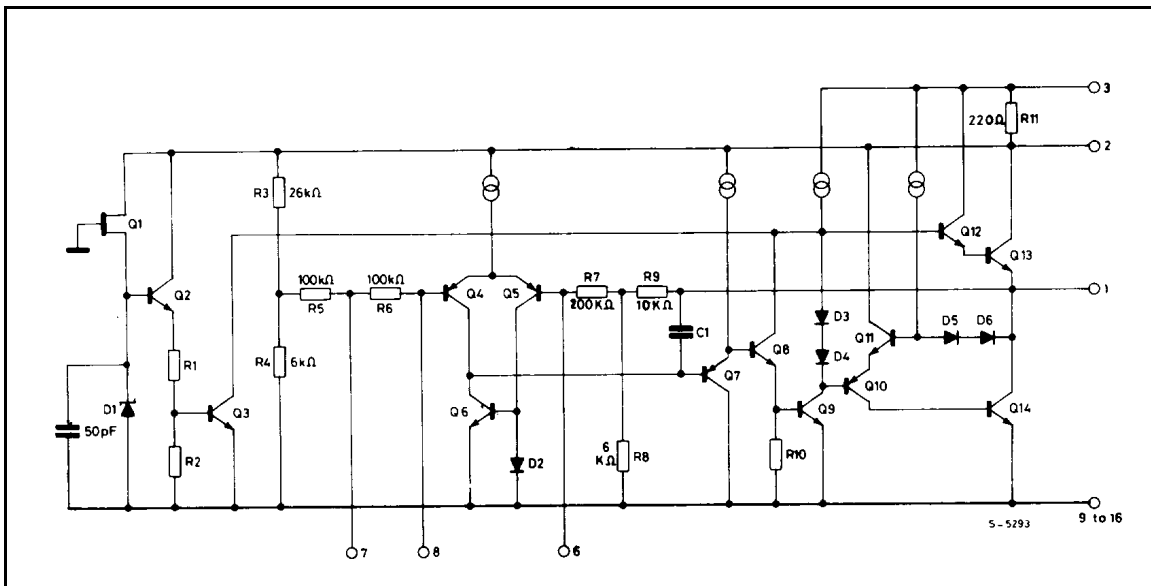 3
220Ω R11
2
R3 26kΩ
Q1
Q12
Q13
Q2
100kΩ
R5
100kΩ
R6
Q4
Q5
R7
200KΩ
R9
10KΩ
1
C1
D3
D5
D6
R1
R4 6kΩ
Q7
Q8
D4
Q11
Q10
D1
50pF
Q3
Q6
Q9
Q14
R2
D2
6
KΩ
R8
R10
S-5293
9 to 16
7
8
6